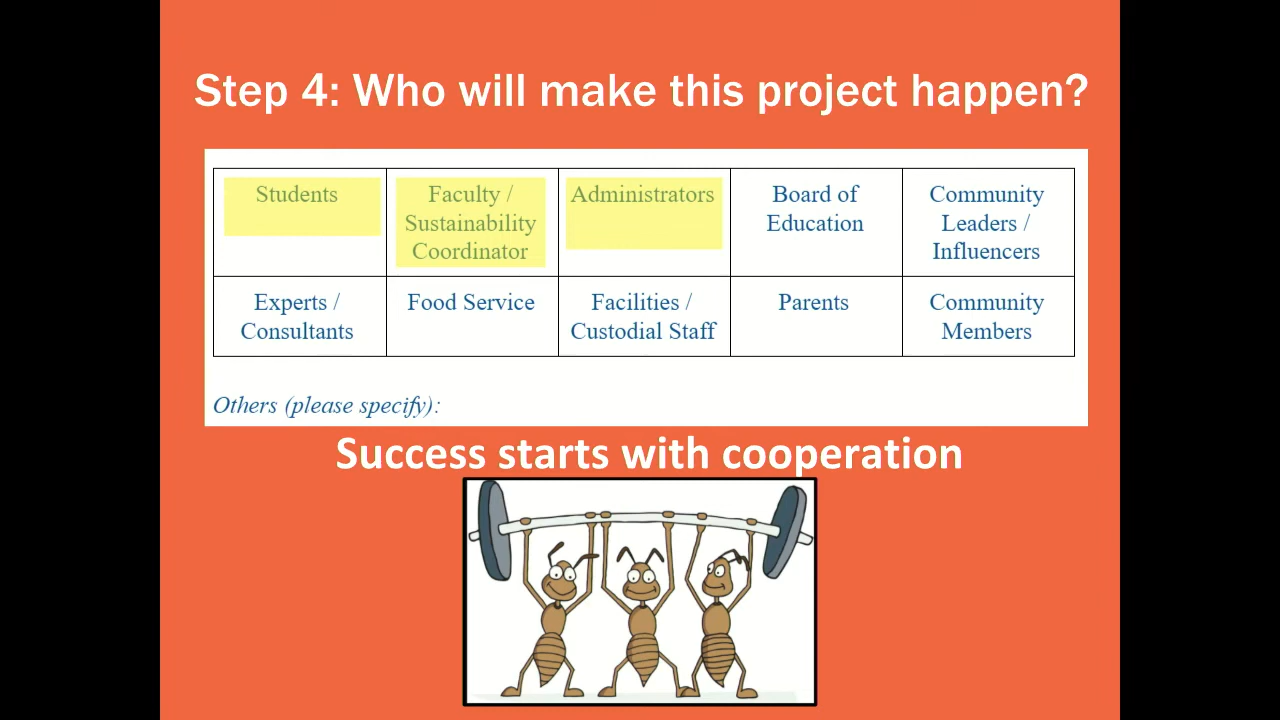 Step 4: Who will make this project happen?
Students
Faculty /
Sustainability
Coordinator
Administrators
Board of
Education
Community
Leaders /
Influencers
Experts /
Consultants
Food Service
Facilities /
Custodial Staff
Parents
Community
Members
Others (please specify):
Success starts with cooperation